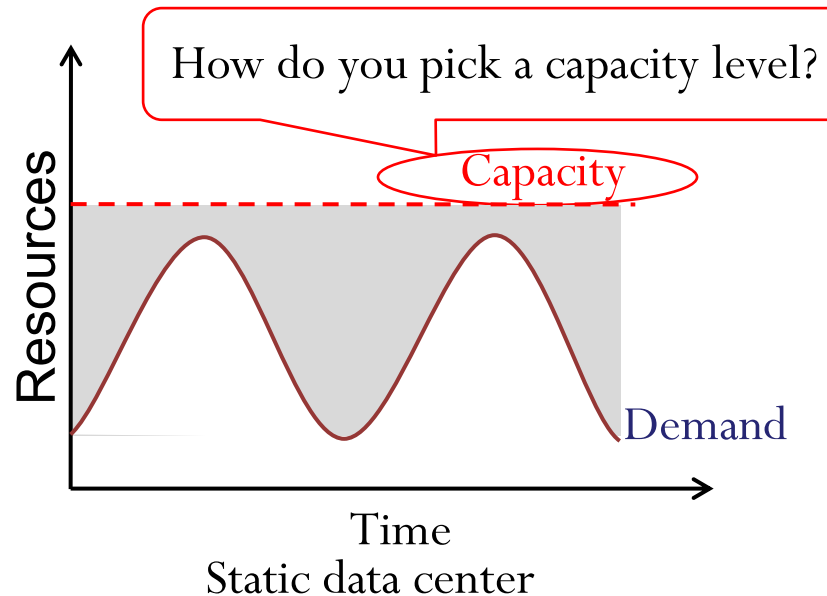 How do you pick a capacity level?
Capacity
Resources
Demand
Time
Static data center